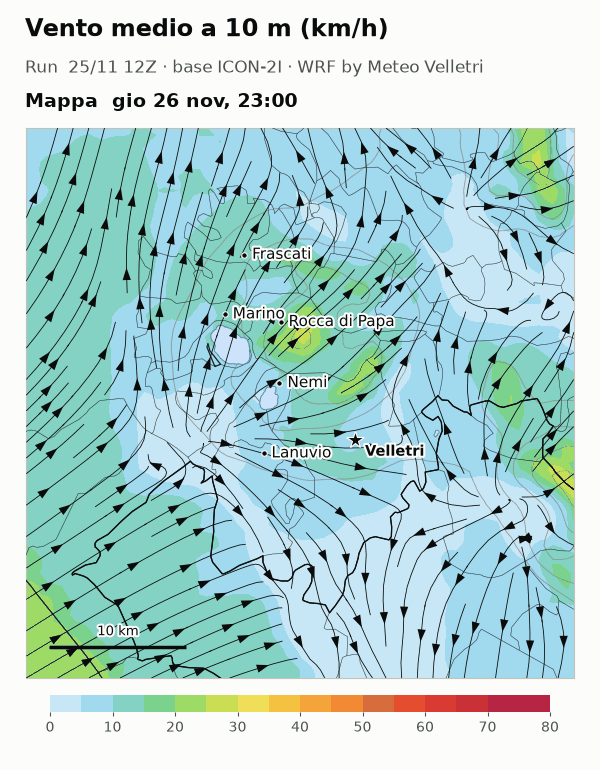 Vento medio a 10 m (km/h)
Run 25/11 12Z · base ICON-2I · WRF by Meteo Velletri
Mappa gio 26 nov, 23:00
Frascati
Marino
Rocca di Papa
Nemi
Velletri
Lanuvio
10 km
0 10 20 30 40 50 60 70 80